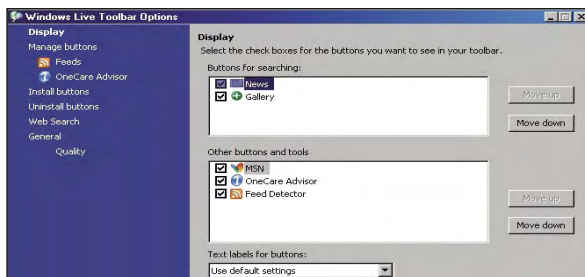 Windows Live Toolbar Options
Display
Manage buttons
Feeds
OneCare Advisor
Install buttons
Uninstall buttons
Web Search
General
Quality
Display
Select the check boxes for the buttons you want to see in your toolbar.
Buttons for searching:
News
Gallery
Move up
Move down
Other buttons and tools
MSN
OneCare Advisor
Feed Detector
Move up
Move down
Text labels for buttons:
Use default settings